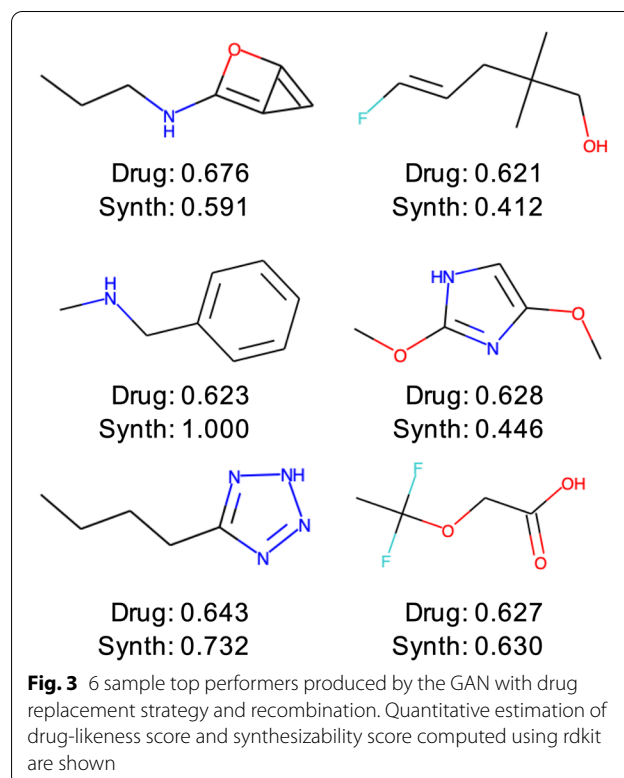 O
N
H
Drug: 0.676
Synth: 0.591
F
OH
Drug: 0.621
Synth: 0.412
H
N
Drug: 0.623
Synth: 1.000
HN
N
O
O
Drug: 0.628
Synth: 0.446
N
NH
N
N
Drug: 0.643
Synth: 0.732
F
F
O
OH
O
Drug: 0.627
Synth: 0.630
Fig. 3 6 sample top performers produced by the GAN with drug
replacement strategy and recombination. Quantitative estimation of
drug-likeness score and synthesizability score computed using rdkit
are shown